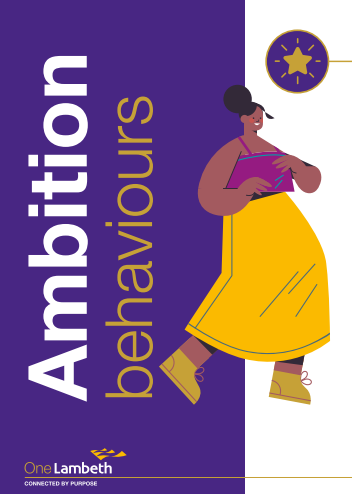 Ambition
behaviours
One Lambeth
CONNECTED BY PURPOSE